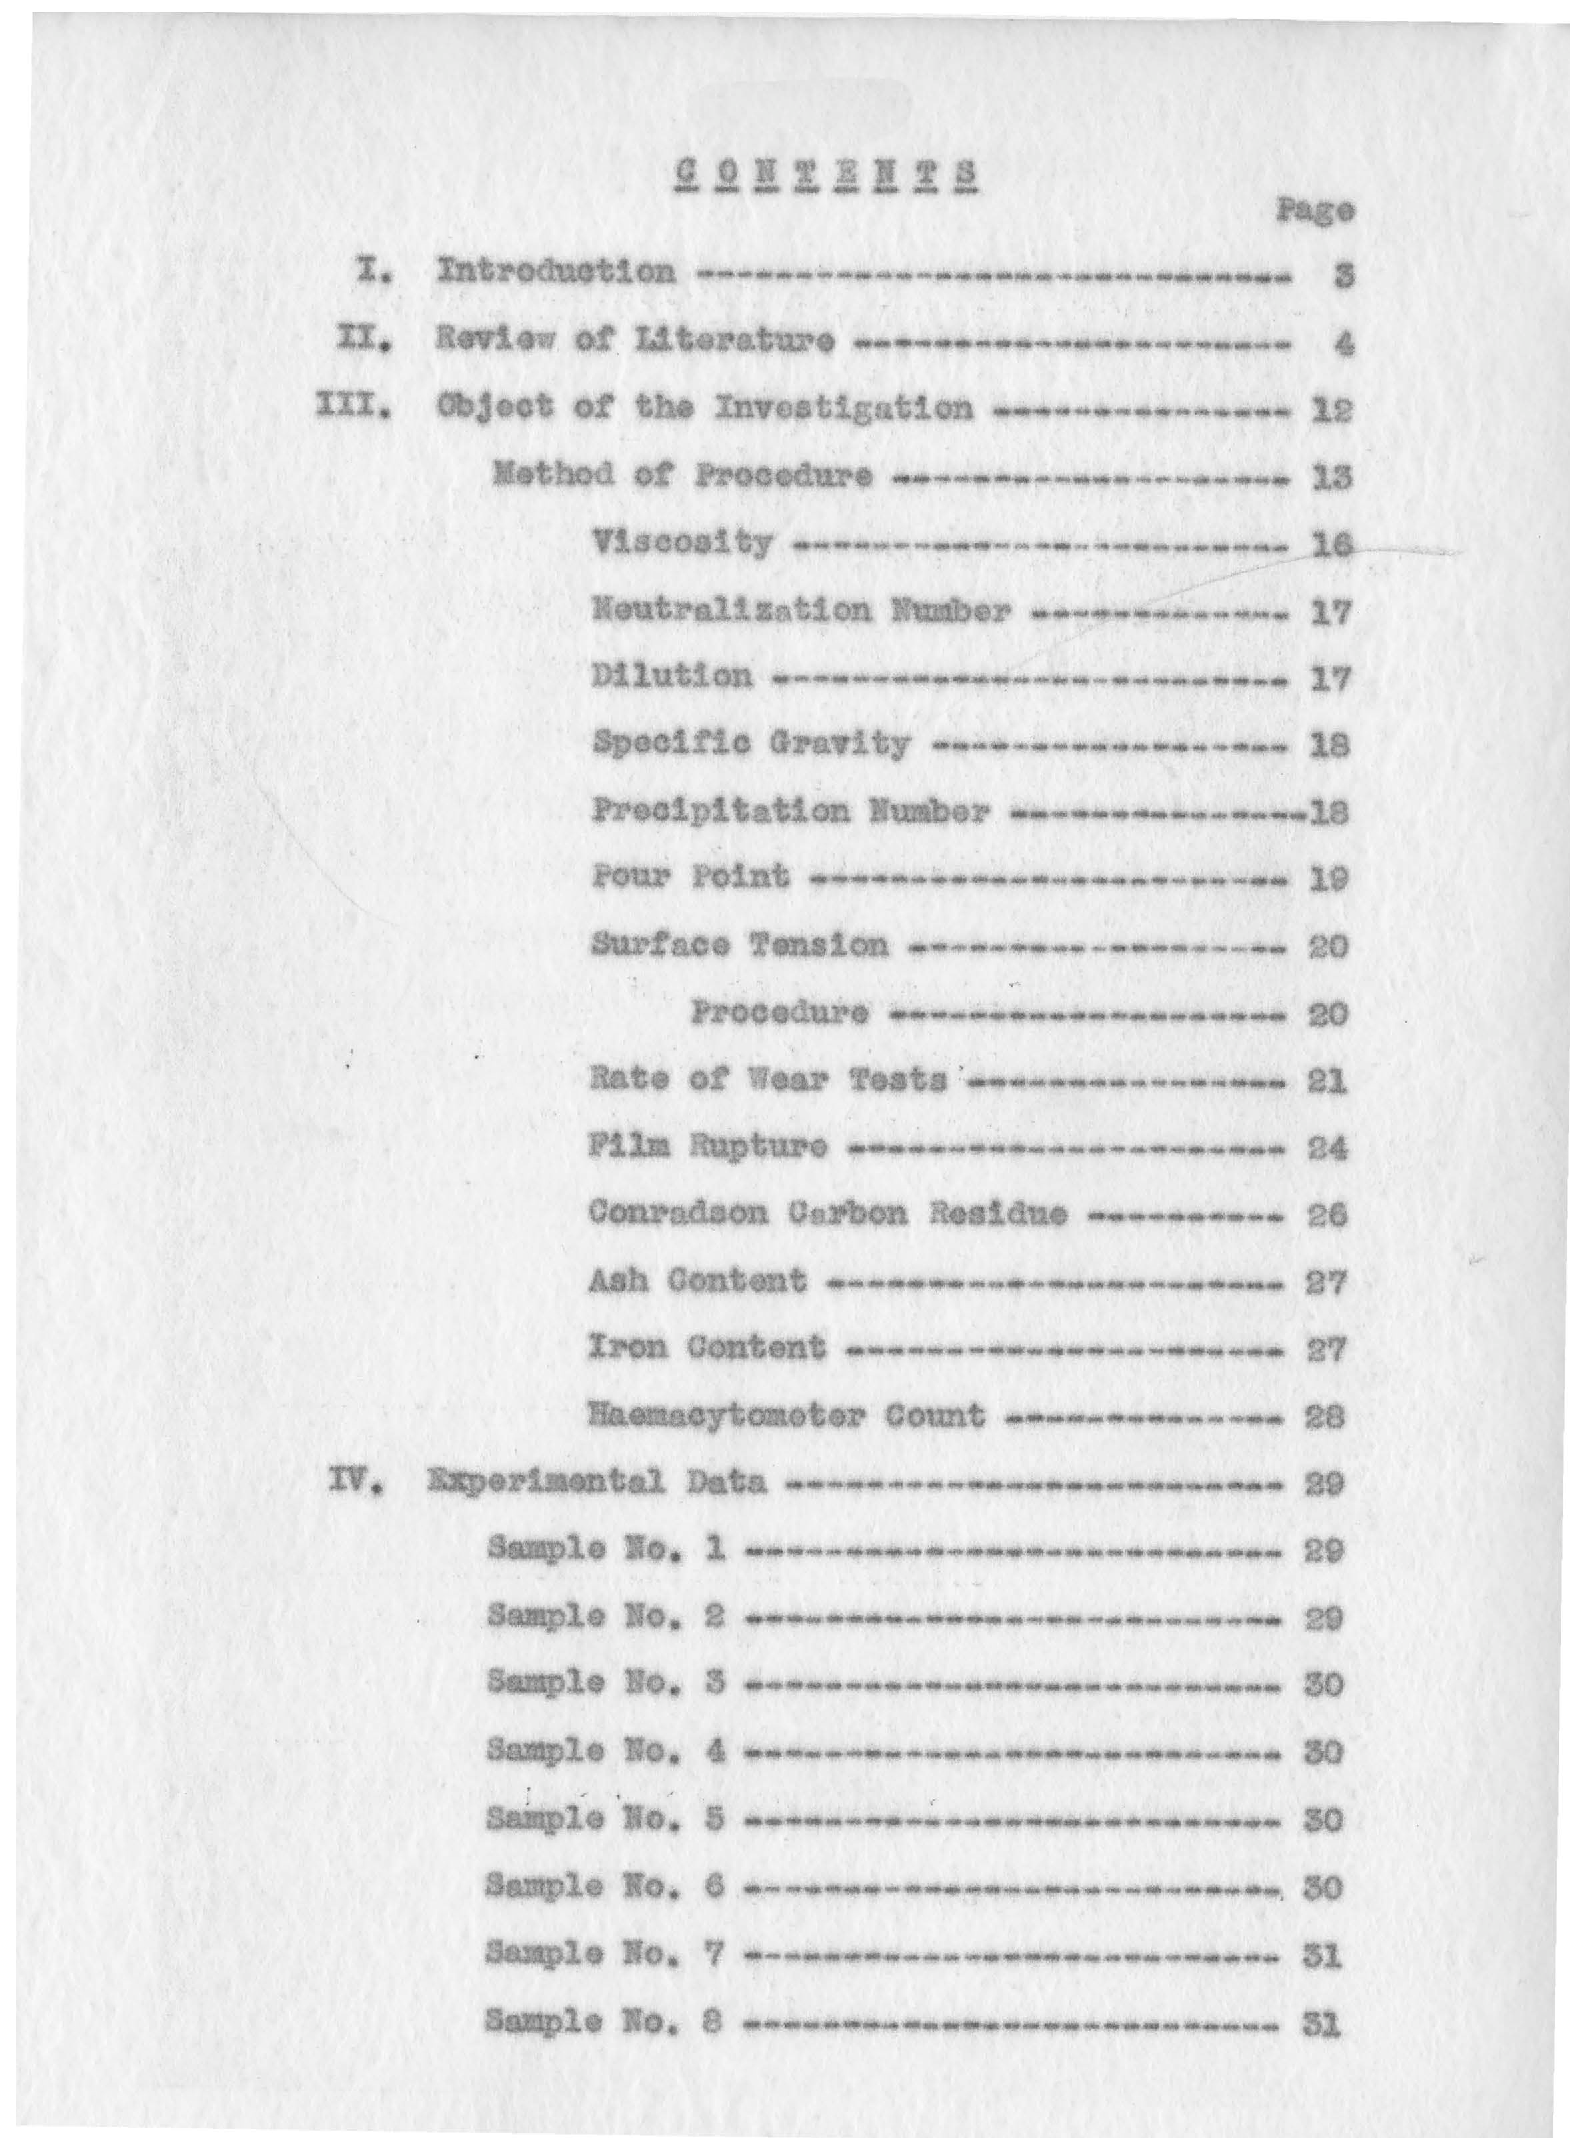 C O N T E N T S
Page
I. Introduction ------------------------------ 3
II. Review of Literature ---------------------- 4
III. Object of the Investigation --------------- 12
Method of Procedure -------------------- 13
Viscosity ------------------------- 16
Neutralization Number ------------- 17
Dilution -------------------------- 17
Specific Gravity ------------------ 18
Precipitation Number ---------------18
Pour Point ------------------------ 19
Surface Tension ------------------- 20
Procedure -------------------- 20
Rate of Wear Tests ---------------- 21
Film Rupture ---------------------- 24
Conradson Carbon Residue ---------- 26
Ash Content ----------------------- 27
Iron Content ---------------------- 27
Haemacytometer Count -------------- 28
IV. Experimental Data ------------------------- 29
Sample No. 1 --------------------------- 29
Sample No. 2 --------------------------- 29
Sample No. 3 --------------------------- 30
Sample No. 4 --------------------------- 30
Sample No. 5 --------------------------- 30
Sample No. 6 --------------------------- 30
Sample No. 7 --------------------------- 31
Sample No. 8 --------------------------- 31